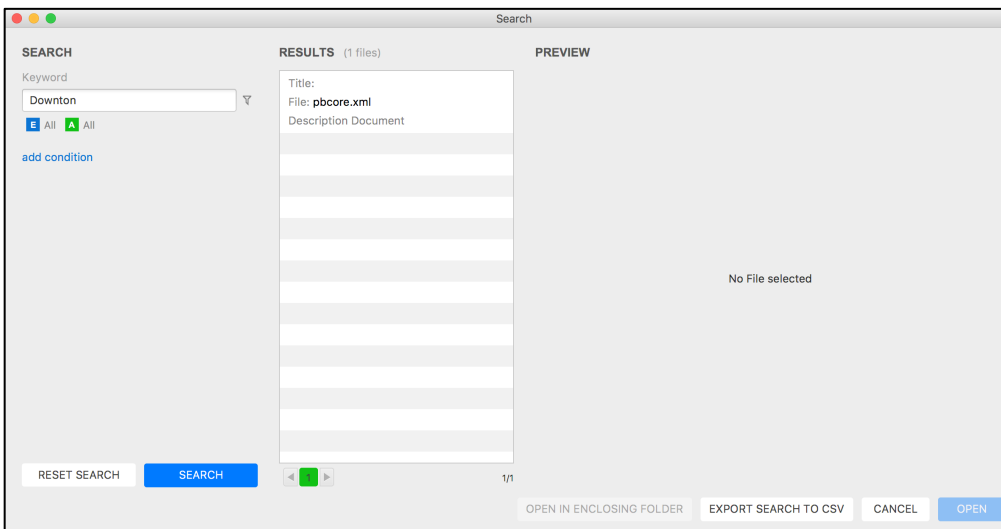 Search
SEARCH
Keyword
Downton
E All A All
add condition
RESET SEARCH SEARCH
RESULTS (1 files)
Title:
File: pbcore.xml
Description Document
1 1/1
PREVIEW
No File selected
OPEN IN ENCLOSING FOLDER EXPORT SEARCH TO CSV CANCEL OPEN